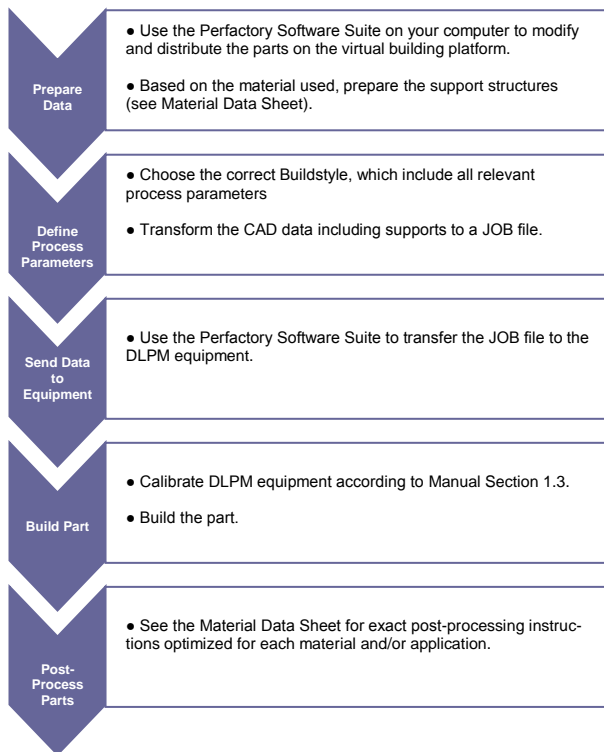 Prepare
Data
● Use the Perfactory Software Suite on your computer to modify
and distribute the parts on the virtual building platform.
● Based on the material used, prepare the support structures
(see Material Data Sheet).
Define
Process
Parameters
● Choose the correct Buildstyle, which include all relevant
process parameters
● Transform the CAD data including supports to a JOB file.
Send Data
to
Equipment
● Use the Perfactory Software Suite to transfer the JOB file to the
DLPM equipment.
Build Part
● Calibrate DLPM equipment according to Manual Section 1.3.
● Build the part.
Post-
Process
Parts
● See the Material Data Sheet for exact post-processing instruc-
tions optimized for each material and/or application.